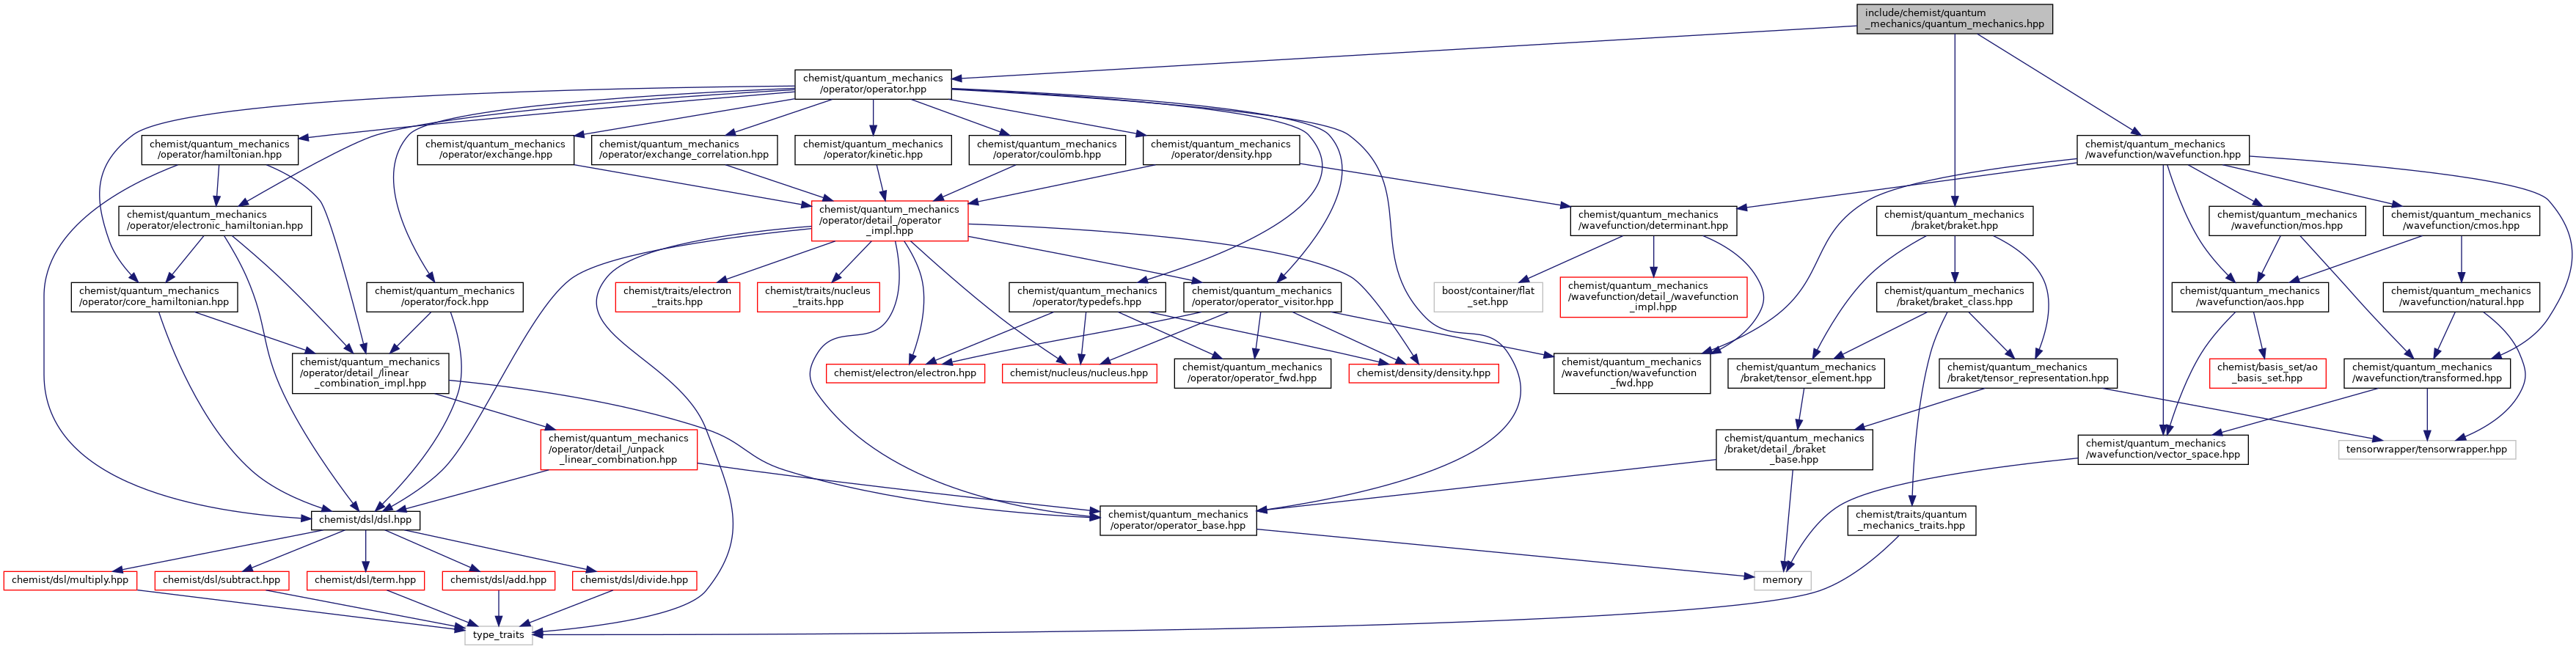 include/chemist/quantum
_mechanics/quantum_mechanics.hpp
chemist/quantum_mechanics
/operator/operator.hpp
chemist/quantum_mechanics
/operator/hamiltonian.hpp
chemist/quantum_mechanics
/operator/exchange.hpp
chemist/quantum_mechanics
/operator/exchange_correlation.hpp
chemist/quantum_mechanics
/operator/kinetic.hpp
chemist/quantum_mechanics
/operator/coulomb.hpp
chemist/quantum_mechanics
/operator/density.hpp
chemist/quantum_mechanics
/wavefunction/wavefunction.hpp
chemist/quantum_mechanics
/operator/electronic_hamiltonian.hpp
chemist/quantum_mechanics
/operator/detail_/operator
_impl.hpp
chemist/quantum_mechanics
/wavefunction/determinant.hpp
chemist/quantum_mechanics
/braket/braket.hpp
chemist/quantum_mechanics
/wavefunction/mos.hpp
chemist/quantum_mechanics
/wavefunction/cmos.hpp
chemist/quantum_mechanics
/operator/core_hamiltonian.hpp
chemist/quantum_mechanics
/operator/fock.hpp
chemist/traits/electron
_traits.hpp
chemist/traits/nucleus
_traits.hpp
chemist/quantum_mechanics
/operator/typedefs.hpp
chemist/quantum_mechanics
/operator/operator_visitor.hpp
boost/container/flat
_set.hpp
chemist/quantum_mechanics
/wavefunction/detail_/wavefunction
_impl.hpp
chemist/quantum_mechanics
/braket/braket_class.hpp
chemist/quantum_mechanics
/wavefunction/aos.hpp
chemist/quantum_mechanics
/wavefunction/natural.hpp
chemist/quantum_mechanics
/operator/detail_/linear
_combination_impl.hpp
chemist/electron/electron.hpp
chemist/nucleus/nucleus.hpp
chemist/quantum_mechanics
/operator/operator_fwd.hpp
chemist/density/density.hpp
chemist/quantum_mechanics
/wavefunction/wavefunction
_fwd.hpp
chemist/quantum_mechanics
/braket/tensor_element.hpp
chemist/quantum_mechanics
/braket/tensor_representation.hpp
chemist/basis_set/ao
_basis_set.hpp
chemist/quantum_mechanics
/wavefunction/transformed.hpp
chemist/quantum_mechanics
/operator/detail_/unpack
_linear_combination.hpp
chemist/quantum_mechanics
/braket/detail_/braket
_base.hpp
chemist/quantum_mechanics
/wavefunction/vector_space.hpp
tensorwrapper/tensorwrapper.hpp
chemist/dsl/dsl.hpp
chemist/quantum_mechanics
/operator/operator_base.hpp
chemist/traits/quantum
_mechanics_traits.hpp
chemist/dsl/multiply.hpp
chemist/dsl/subtract.hpp
chemist/dsl/term.hpp
chemist/dsl/add.hpp
chemist/dsl/divide.hpp
memory
type_traits